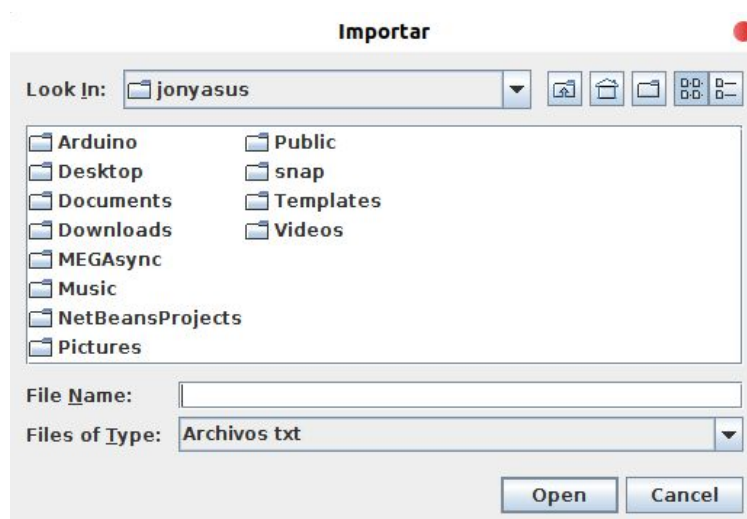 Importar
Look In: jonyasus
Arduino
Desktop
Documents
Downloads
MEGAsync
Music
NetBeansProjects
Pictures
Public
snap
Templates
Videos
File Name:
Files of Type: Archivos txt
Open Cancel